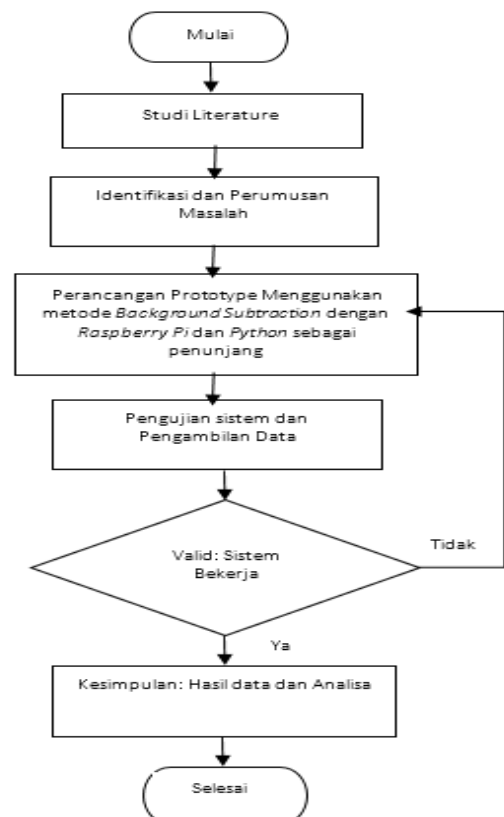 Mulai
Studi Literature
Identifikasi dan Perumusan
Masalah
Perancangan Prototype Menggunakan
metode Background Subtraction dengan
Raspberry Pi dan Python sebagai
penunjang
Pengujian sistem dan
Pengambilan Data
Valid: Sistem
Bekerja
Tidak
Ya
Kesimpulan: Hasil data dan Analisa
Selesai